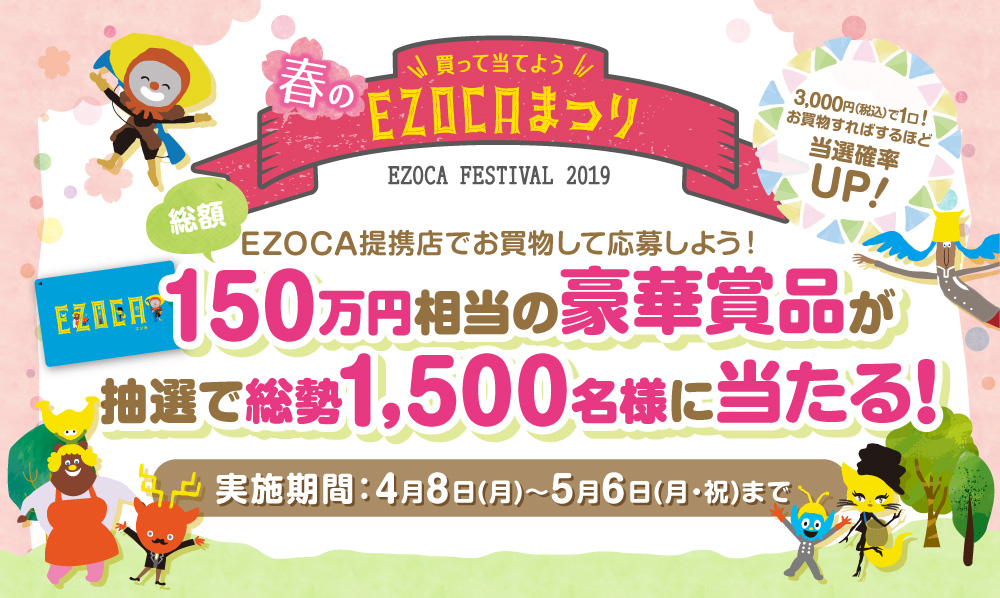 買って当てよう
春の
EZOCAまつり
EZOCA FESTIVAL 2019
3,000円(税込)で1口!
お買物すればするほど
当選確率
UP!
EZOCA提携店でお買物して応募しよう!
総額
150万円相当の豪華賞品が
EZOCA
抽選で総勢1,500名様に当たる!
実施期間:4月8日(月)~5月6日(月・祝)まで